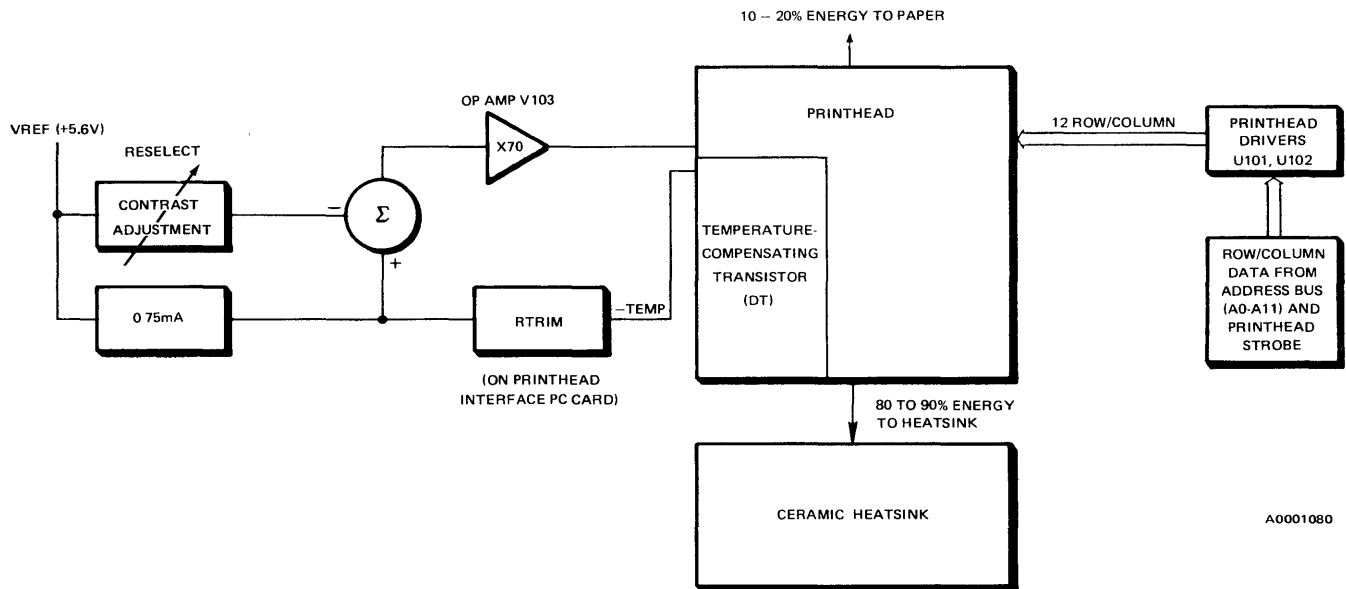 10 – 20% ENERGY TO PAPER
OP AMP V103
VREF (+5.6V)
RESELECT
X70
PRINTHEAD
12 ROW/COLUMN
PRINTHEAD
DRIVERS
U101, U102
CONTRAST
ADJUSTMENT
–
Σ
+
TEMPERATURE-
COMPENSATING
TRANSISTOR
(DT)
ROW/COLUMN
DATA FROM
ADDRESS BUS
(A0-A11) AND
PRINTHEAD
STROBE
0 75mA
RTRIM
–TEMP
(ON PRINTHEAD
INTERFACE PC CARD)
80 TO 90% ENERGY
TO HEATSINK
CERAMIC HEATSINK
A0001080